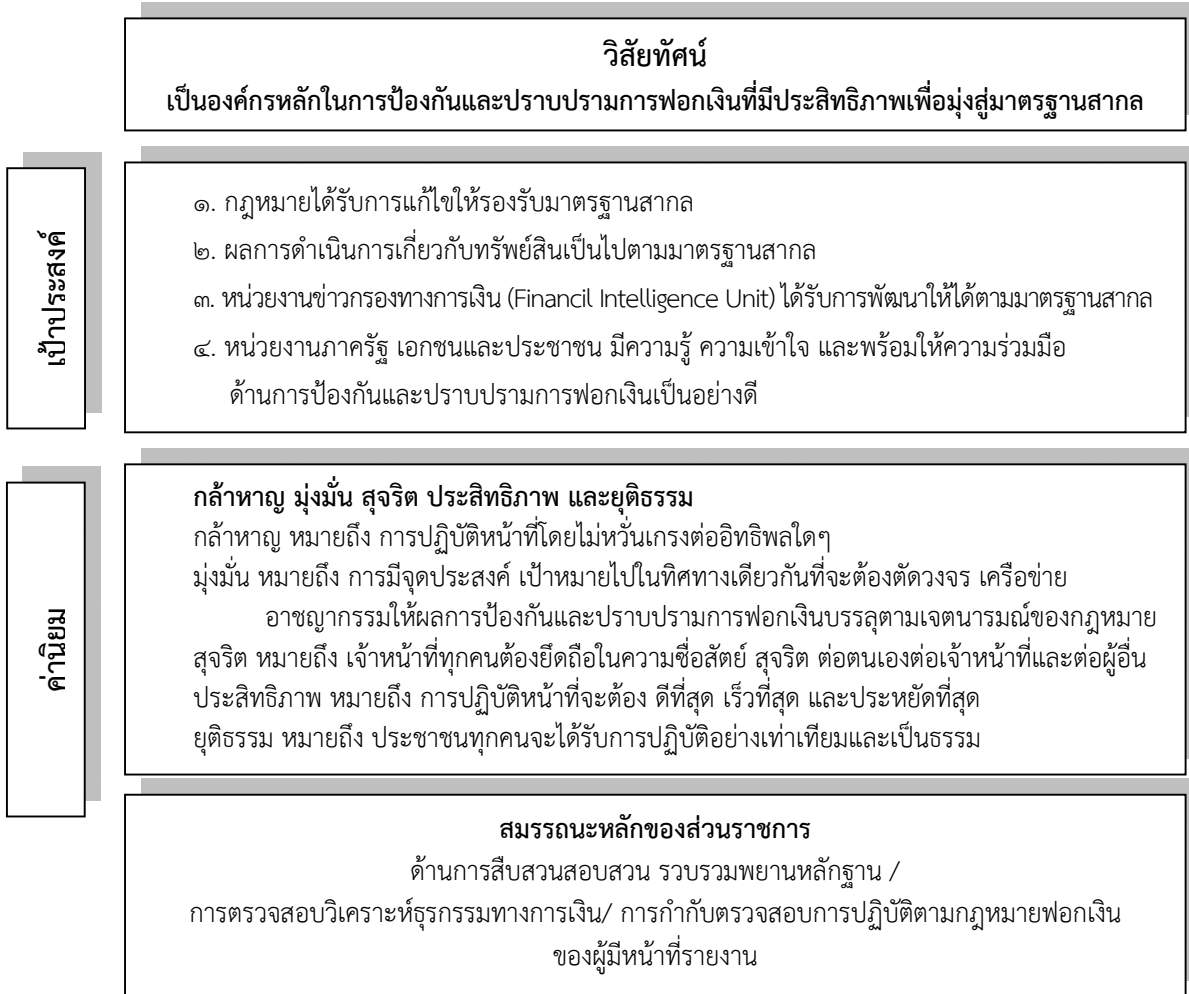 วิสัยทัศน์
เป็นองค์กรหลักในการป้องกันและปราบปรามการฟอกเงินที่มีประสิทธิภาพเพื่อมุ่งสู่มาตรฐานสากล
เป้าประสงค์
๑. กฎหมายได้รับการแก้ไขให้รองรับมาตรฐานสากล
๒. ผลการดำเนินการเกี่ยวกับทรัพย์สินเป็นไปตามมาตรฐานสากล
๓. หน่วยงานข่าวกรองทางการเงิน (Financil Intelligence Unit) ได้รับการพัฒนาให้ได้ตามมาตรฐานสากล
๔. หน่วยงานภาครัฐ เอกชนและประชาชน มีความรู้ ความเข้าใจ และพร้อมให้ความร่วมมือ
ด้านการป้องกันและปราบปรามการฟอกเงินเป็นอย่างดี
ค่านิยม
กล้าหาญ มุ่งมั่น สุจริต ประสิทธิภาพ และยุติธรรม
กล้าหาญ หมายถึง การปฏิบัติหน้าที่โดยไม่หวั่นเกรงต่ออิทธิพลใดๆ
มุ่งมั่น หมายถึง การมีจุดประสงค์ เป้าหมายไปในทิศทางเดียวกันที่จะต้องตัดวงจร เครือข่าย
อาชญากรรมให้ผลการป้องกันและปราบปรามการฟอกเงินบรรลุตามเจตนารมณ์ของกฎหมาย
สุจริต หมายถึง เจ้าหน้าที่ทุกคนต้องยึดถือในความซื่อสัตย์ สุจริต ต่อตนเองต่อเจ้าหน้าที่และต่อผู้อื่น
ประสิทธิภาพ หมายถึง การปฏิบัติหน้าที่จะต้อง ดีที่สุด เร็วที่สุด และประหยัดที่สุด
ยุติธรรม หมายถึง ประชาชนทุกคนจะได้รับการปฏิบัติอย่างเท่าเทียมและเป็นธรรม
สมรรถนะหลักของส่วนราชการ
ด้านการสืบสวนสอบสวน รวบรวมพยานหลักฐาน /
การตรวจสอบวิเคราะห์ธุรกรรมทางการเงิน/ การกำกับตรวจสอบการปฏิบัติตามกฎหมายฟอกเงิน
ของผู้มีหน้าที่รายงาน